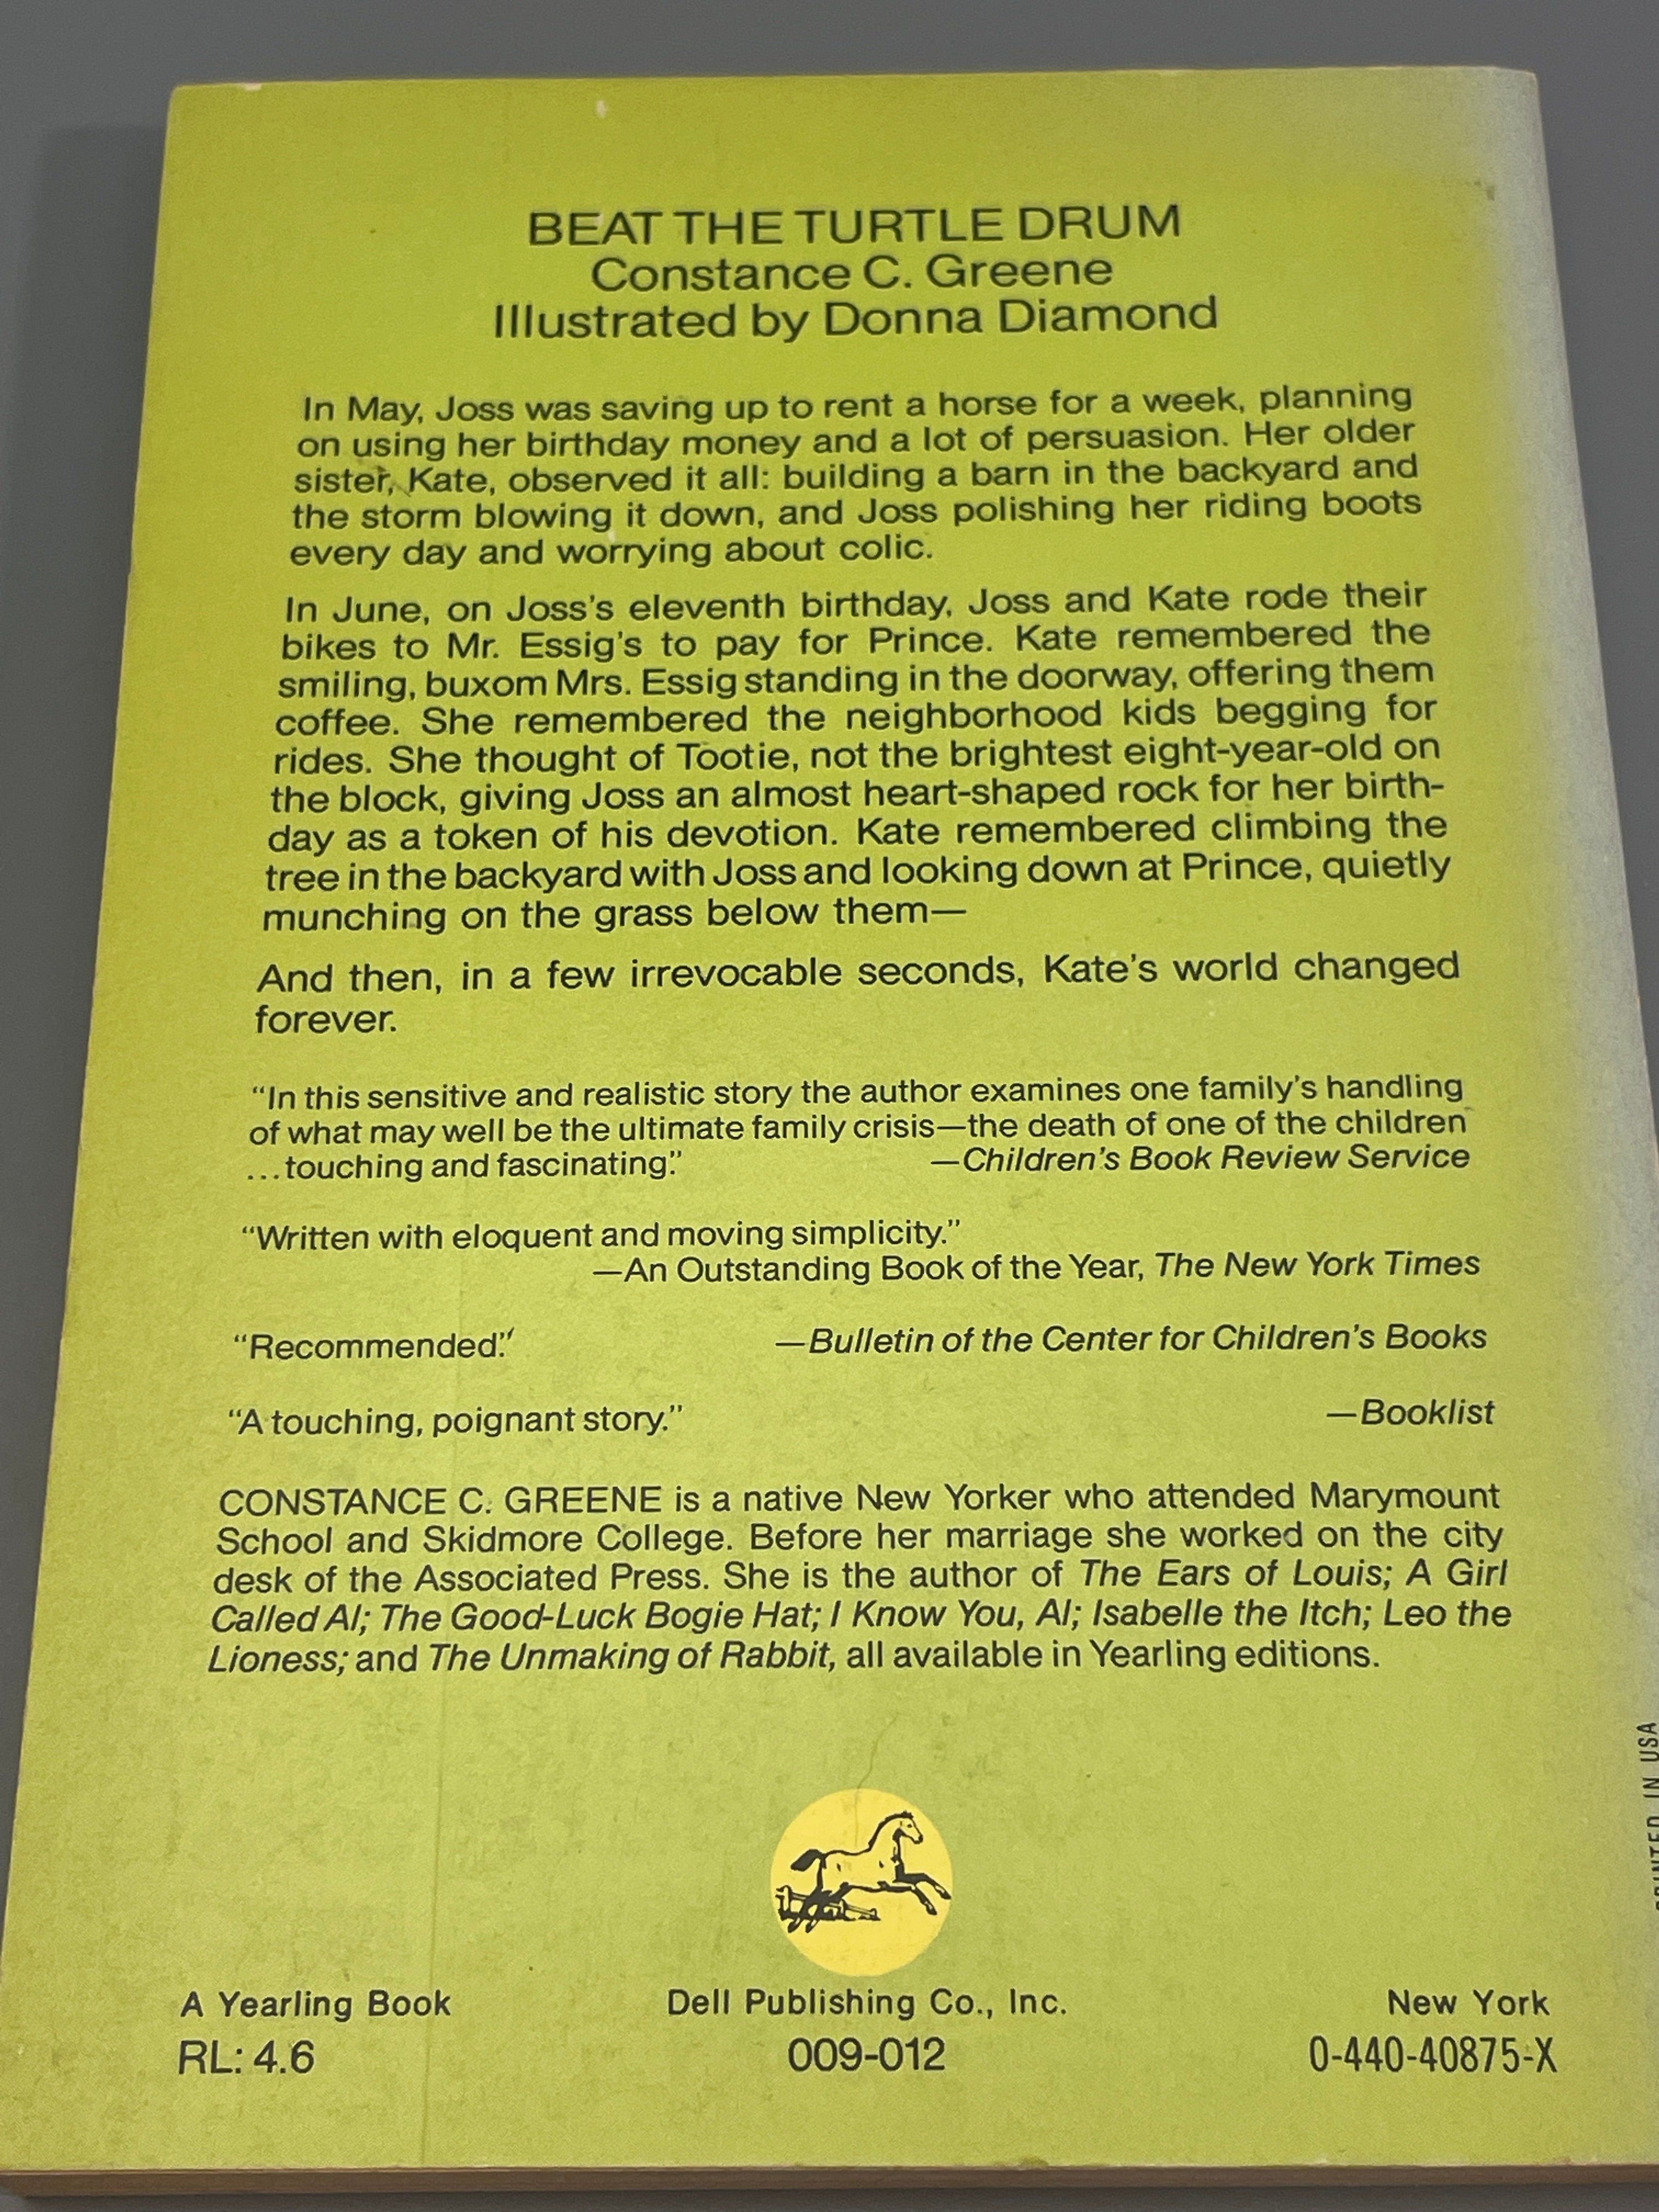 BEAT THE TURTLE DRUM
Constance C. Greene
Illustrated by Donna Diamond
In May, Joss was saving up to rent a horse for a week, planning
on using her birthday money and a lot of persuasion. Her older
sister, Kate, observed it all: building a barn in the backyard and
the storm blowing it down, and Joss polishing her riding boots
every day and worrying about colic.
In June, on Joss's eleventh birthday, Joss and Kate rode their
bikes to Mr. Essig's to pay for Prince. Kate remembered the
smiling, buxom Mrs. Essig standing in the doorway, offering them
coffee. She remembered the neighborhood kids begging for
rides. She thought of Tootie, not the brightest eight-year-old on
the block, giving Joss an almost heart-shaped rock for her birth-
day as a token of his devotion. Kate remembered climbing the
tree in the backyard with Joss and looking down at Prince, quietly
munching on the grass below them—
And then, in a few irrevocable seconds, Kate's world changed
forever.
“In this sensitive and realistic story the author examines one family's handling
of what may well be the ultimate family crisis—the death of one of the children
...touching and fascinating.” —Children's Book Review Service
“Written with eloquent and moving simplicity.”
—An Outstanding Book of the Year, The New York Times
“Recommended.” —Bulletin of the Center for Children's Books
“A touching, poignant story.” —Booklist
CONSTANCE C. GREENE is a native New Yorker who attended Marymount
School and Skidmore College. Before her marriage she worked on the city
desk of the Associated Press. She is the author of The Ears of Louis; A Girl
Called Al; The Good-Luck Bogie Hat; I Know You, Al; Isabelle the Itch; Leo the
Lioness; and The Unmaking of Rabbit, all available in Yearling editions.
A Yearling Book Dell Publishing Co., Inc. New York
RL: 4.6 009-012 0-440-40875-X
PRINTED IN USA